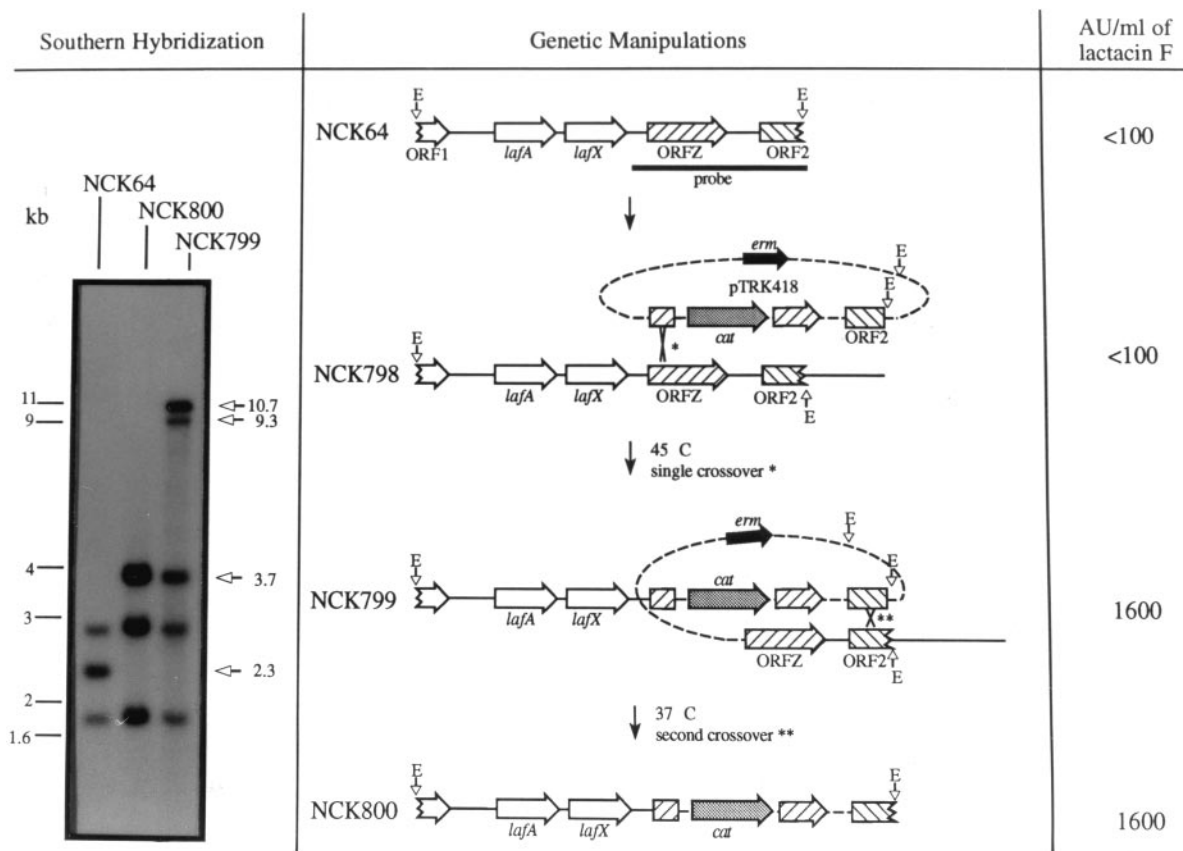 Southern Hybridization
Genetic Manipulations
AU/ml of
lactacin F
NCK64
NCK800
NCK799
kb
11
9
4
3
2
1.6
10.7
9.3
3.7
2.3
E
E
NCK64
ORF1
lafA
lafX
ORFZ
ORF2
probe
<100
erm
E
pTRK418
E
cat
ORF2
*
E
NCK798
lafA
lafX
ORFZ
ORF2
E
<100
45 C
single crossover *
erm
E
E
cat
E
NCK799
lafA
lafX
**
ORFZ
ORF2
E
1600
37 C
second crossover **
E
E
NCK800
lafA
lafX
cat
1600